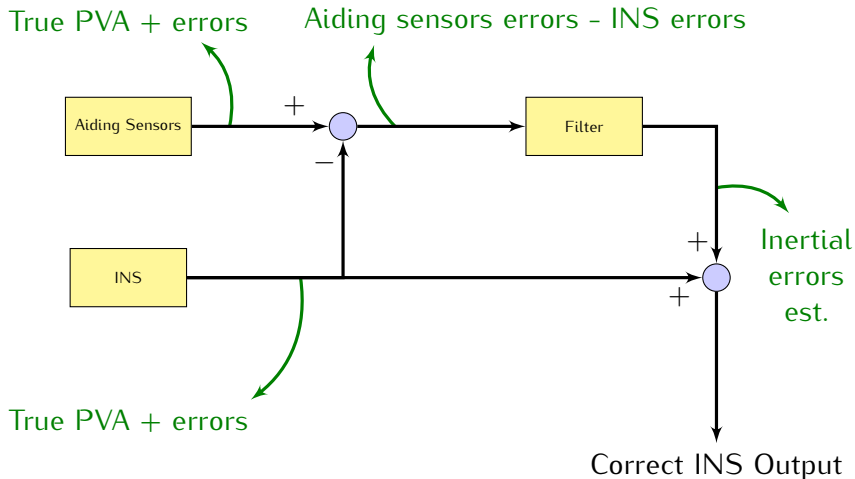 True PVA + errors
Aiding sensors errors - INS errors
Aiding Sensors
+
−
Filter
INS
+
+
Inertial
errors
est.
True PVA + errors
Correct INS Output